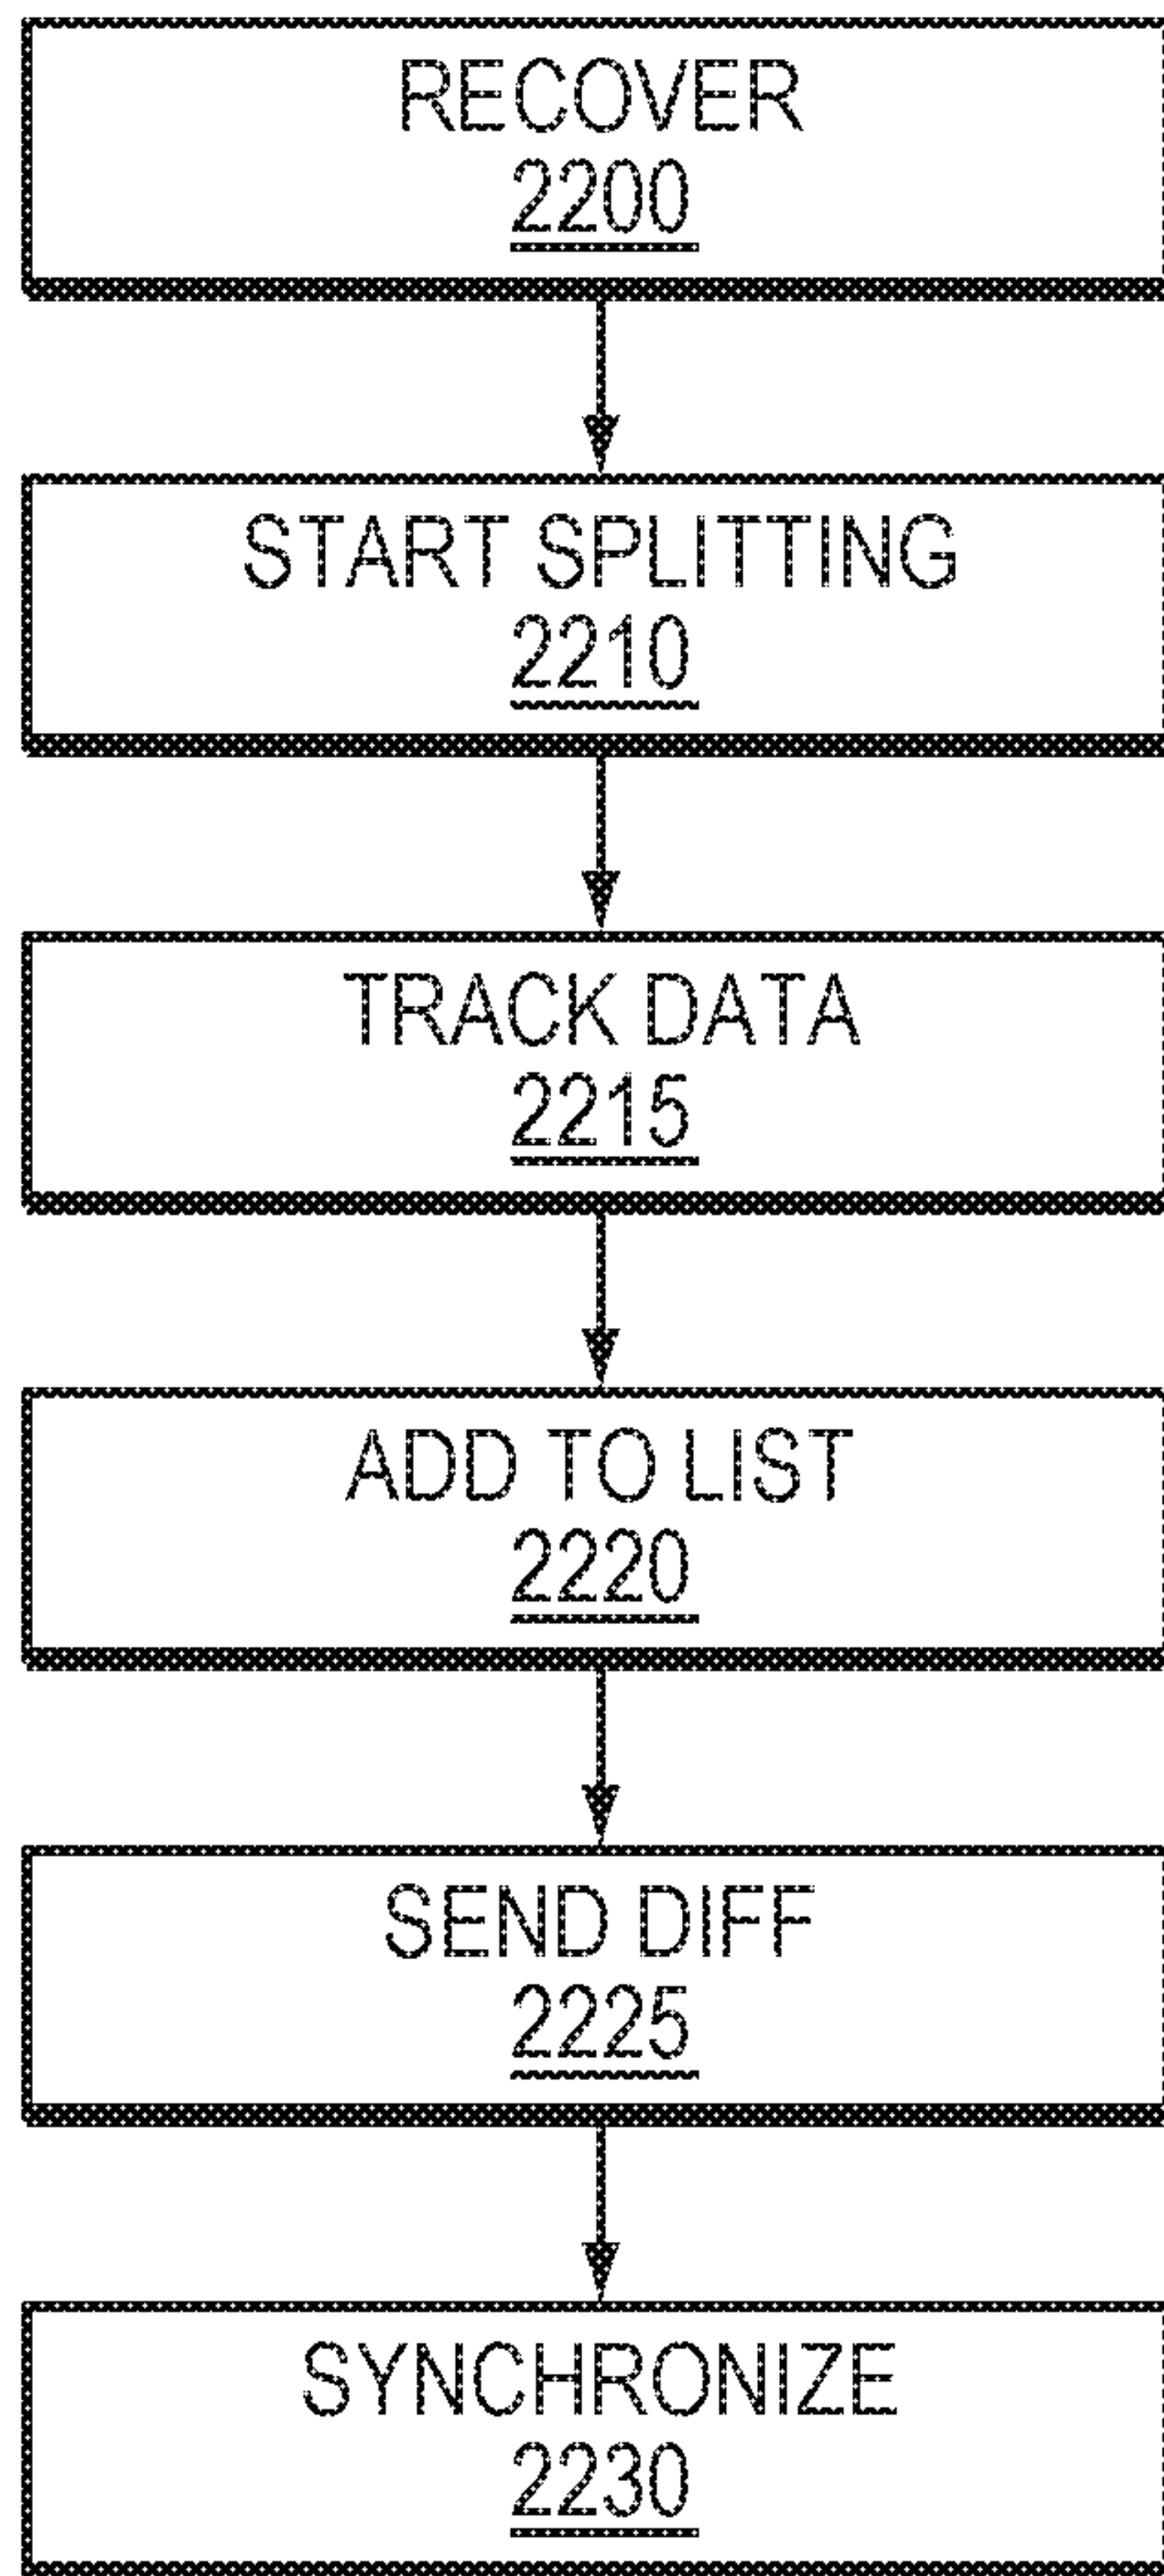 RECOVER
2200
START SPLITTING
2210
TRACK DATA
2215
ADD TO LIST
2220
SEND DIFF
2225
SYNCHRONIZE
2230